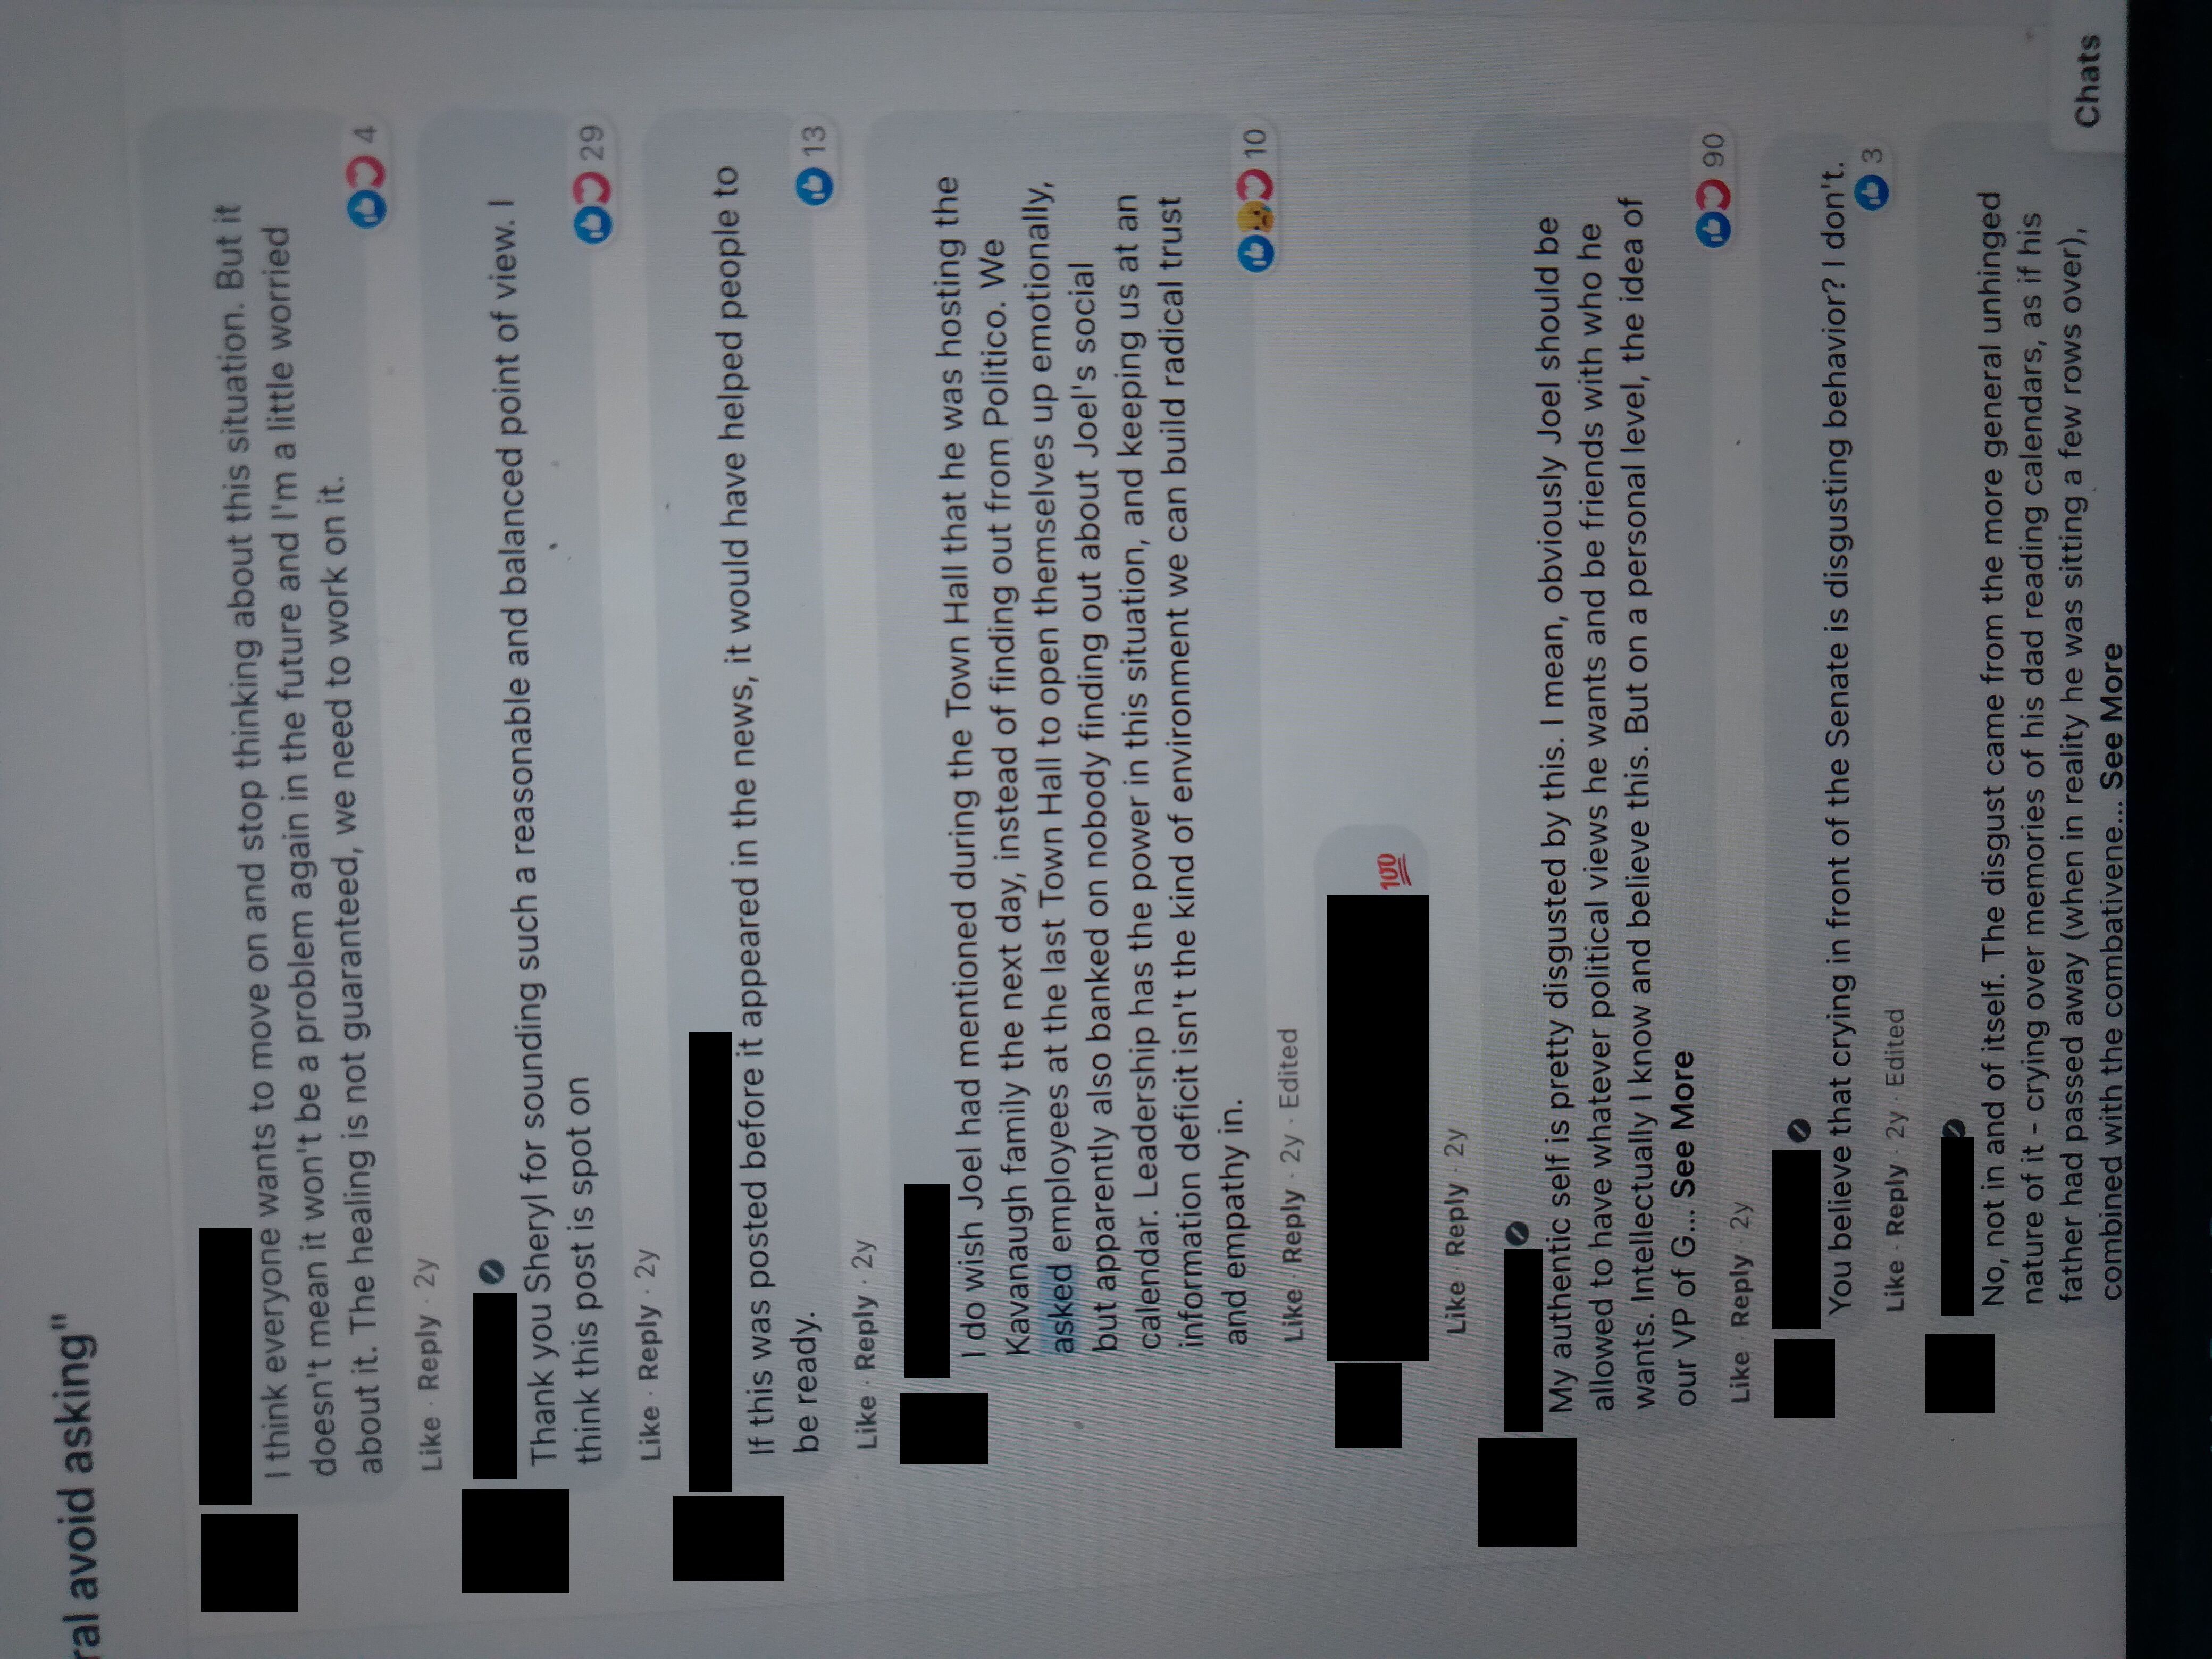 ral avoid asking"
I think everyone wants to move on and stop thinking about this situation. But it
doesn't mean it won't be a problem again in the future and I'm a little worried
about it. The healing is not guaranteed, we need to work on it.
4
Like · Reply · 2y
Thank you Sheryl for sounding such a reasonable and balanced point of view. I
think this post is spot on
29
Like · Reply · 2y
If this was posted before it appeared in the news, it would have helped people to
be ready.
13
Like · Reply · 2y
I do wish Joel had mentioned during the Town Hall that he was hosting the
Kavanaugh family the next day, instead of finding out from Politico. We
asked employees at the last Town Hall to open themselves up emotionally,
but apparently also banked on nobody finding out about Joel's social
calendar. Leadership has the power in this situation, and keeping us at an
information deficit isn't the kind of environment we can build radical trust
and empathy in.
10
Like · Reply · 2y · Edited
💯
Like · Reply · 2y
My authentic self is pretty disgusted by this. I mean, obviously Joel should be
allowed to have whatever political views he wants and be friends with who he
wants. Intellectually I know and believe this. But on a personal level, the idea of
our VP of G... See More
90
Like · Reply · 2y
You believe that crying in front of the Senate is disgusting behavior? I don't.
3
Like · Reply · 2y · Edited
No, not in and of itself. The disgust came from the more general unhinged
nature of it - crying over memories of his dad reading calendars, as if his
father had passed away (when in reality he was sitting a few rows over),
combined with the combativene... See More
Chats